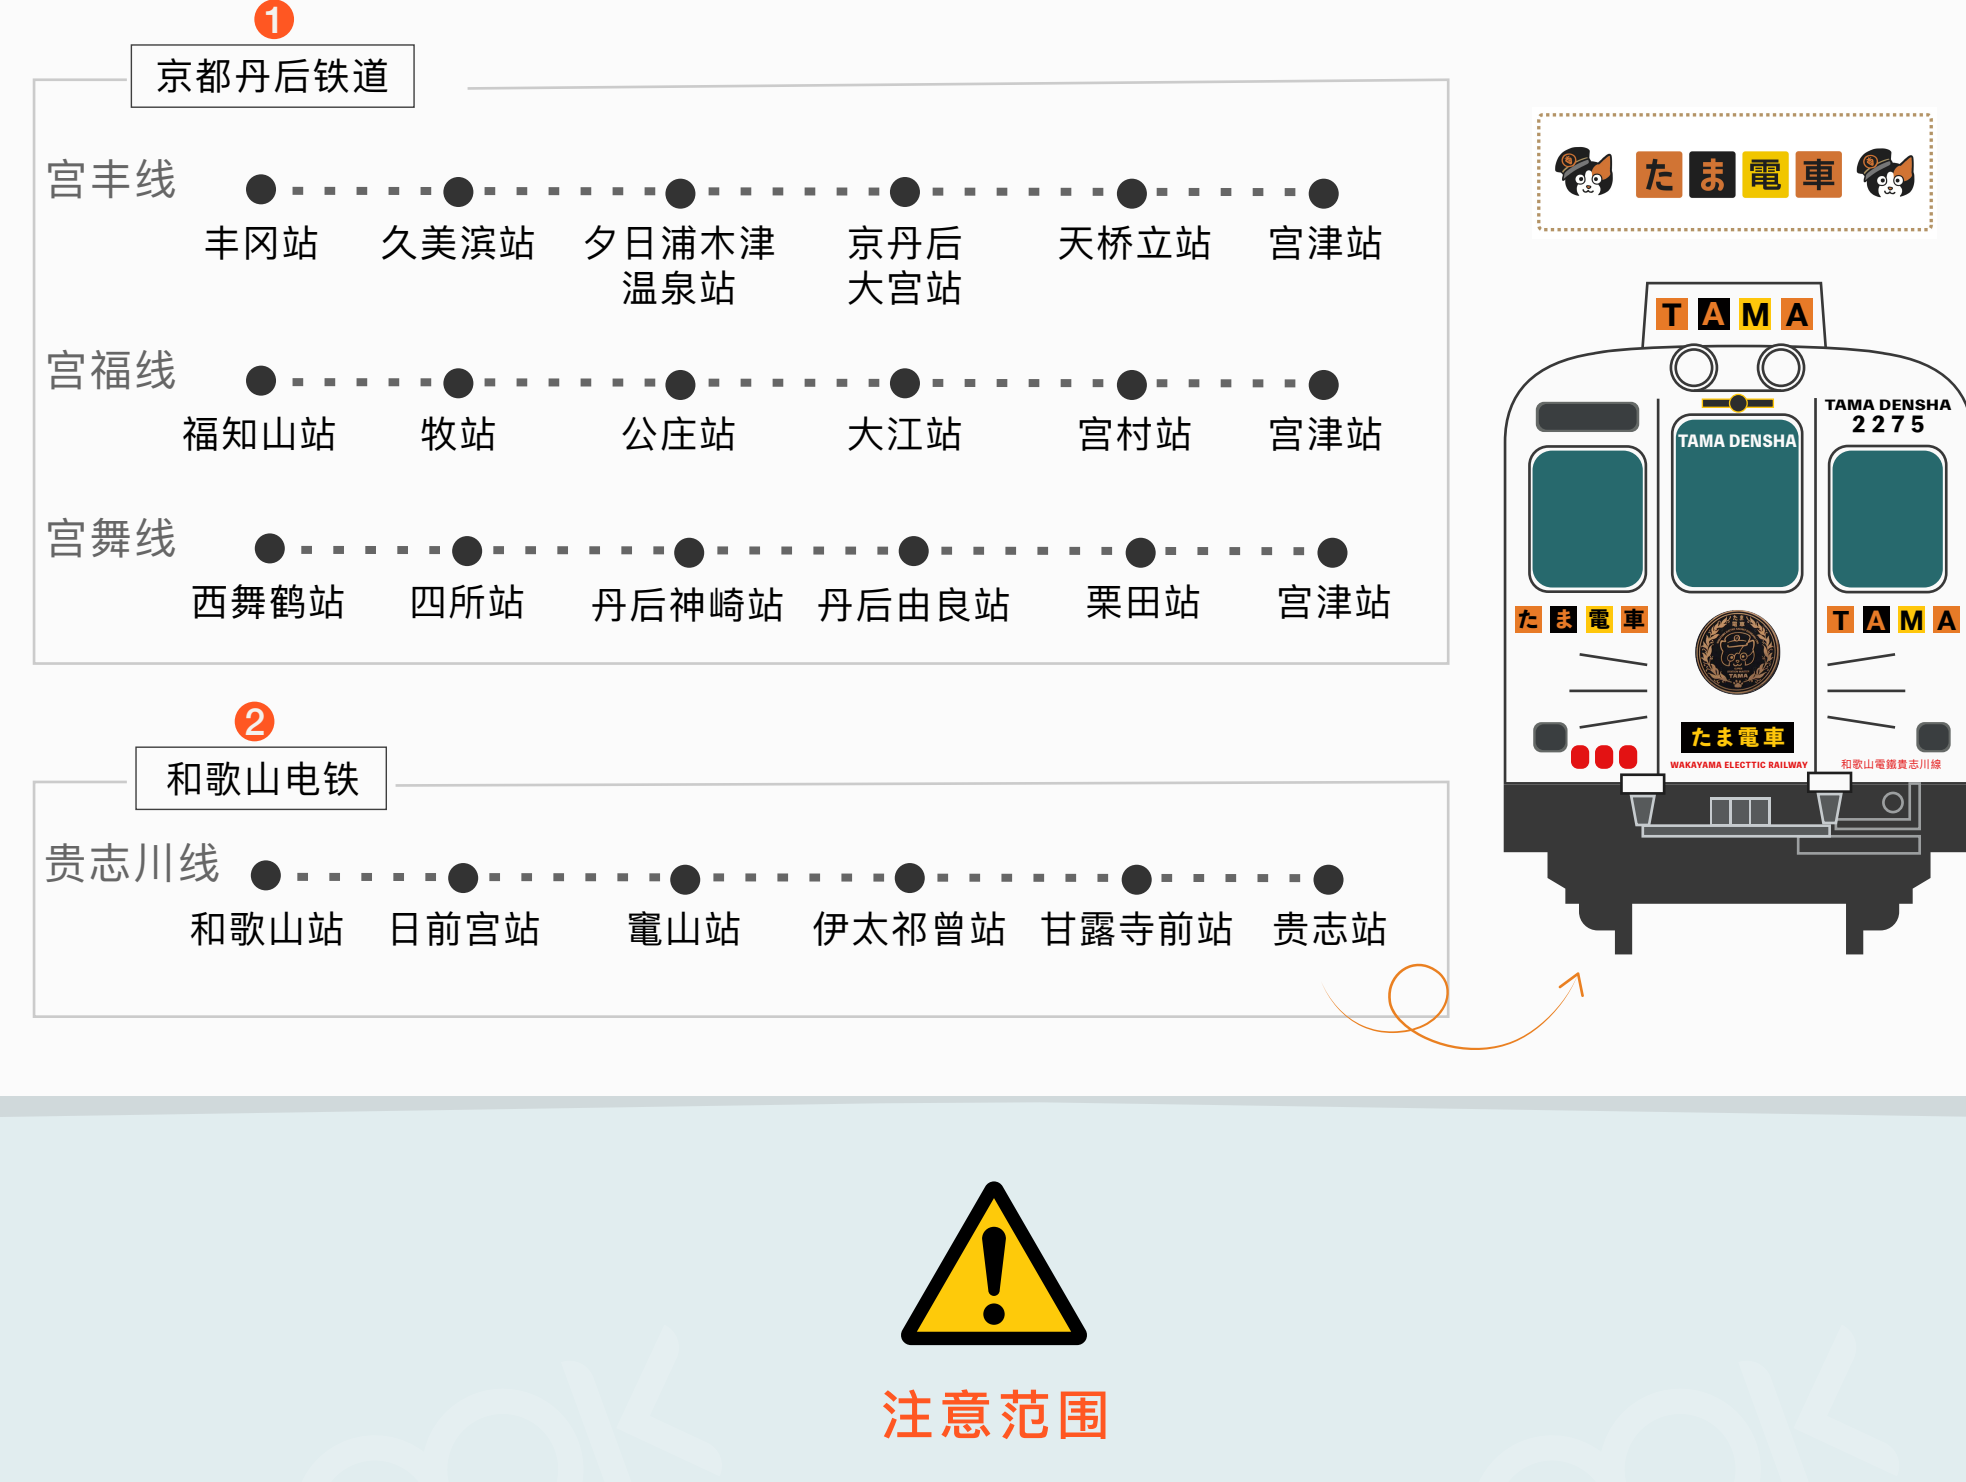 1
京都丹后铁道
宫丰线
丰冈站 久美滨站 夕日浦木津温泉站 京丹后大宫站 天桥立站 宫津站
宫福线
福知山站 牧站 公庄站 大江站 宫村站 宫津站
宫舞线
西舞鹤站 四所站 丹后神崎站 丹后由良站 栗田站 宫津站
2
和歌山电铁
贵志川线
和歌山站 日前宫站 竈山站 伊太祁曾站 甘露寺前站 贵志站
たま電車
TAMA
TAMA DENSHA
2275
TAMA DENSHA
たま電車
TAMA
たま電車
WAKAYAMA ELECTTIC RAILWAY
和歌山電鐵貴志川線
注意范围